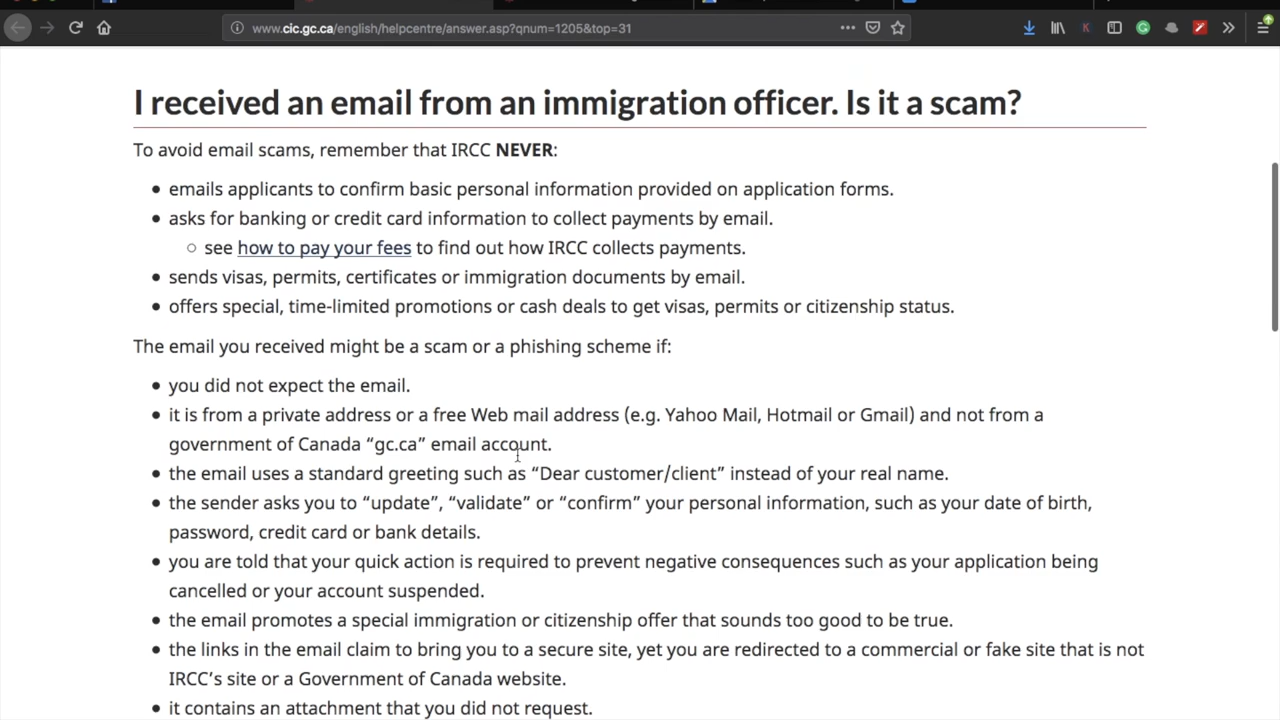 www.cic.gc.ca/english/helpcentre/answer.asp?qnum=1205&top=31
I received an email from an immigration officer. Is it a scam?
To avoid email scams, remember that IRCC NEVER:
emails applicants to confirm basic personal information provided on application forms.
asks for banking or credit card information to collect payments by email.
see how to pay your fees to find out how IRCC collects payments.
sends visas, permits, certificates or immigration documents by email.
offers special, time-limited promotions or cash deals to get visas, permits or citizenship status.
The email you received might be a scam or a phishing scheme if:
you did not expect the email.
it is from a private address or a free Web mail address (e.g. Yahoo Mail, Hotmail or Gmail) and not from a
government of Canada “gc.ca” email account.
the email uses a standard greeting such as “Dear customer/client” instead of your real name.
the sender asks you to “update”, “validate” or “confirm” your personal information, such as your date of birth,
password, credit card or bank details.
you are told that your quick action is required to prevent negative consequences such as your application being
cancelled or your account suspended.
the email promotes a special immigration or citizenship offer that sounds too good to be true.
the links in the email claim to bring you to a secure site, yet you are redirected to a commercial or fake site that is not
IRCC’s site or a Government of Canada website.
it contains an attachment that you did not request.